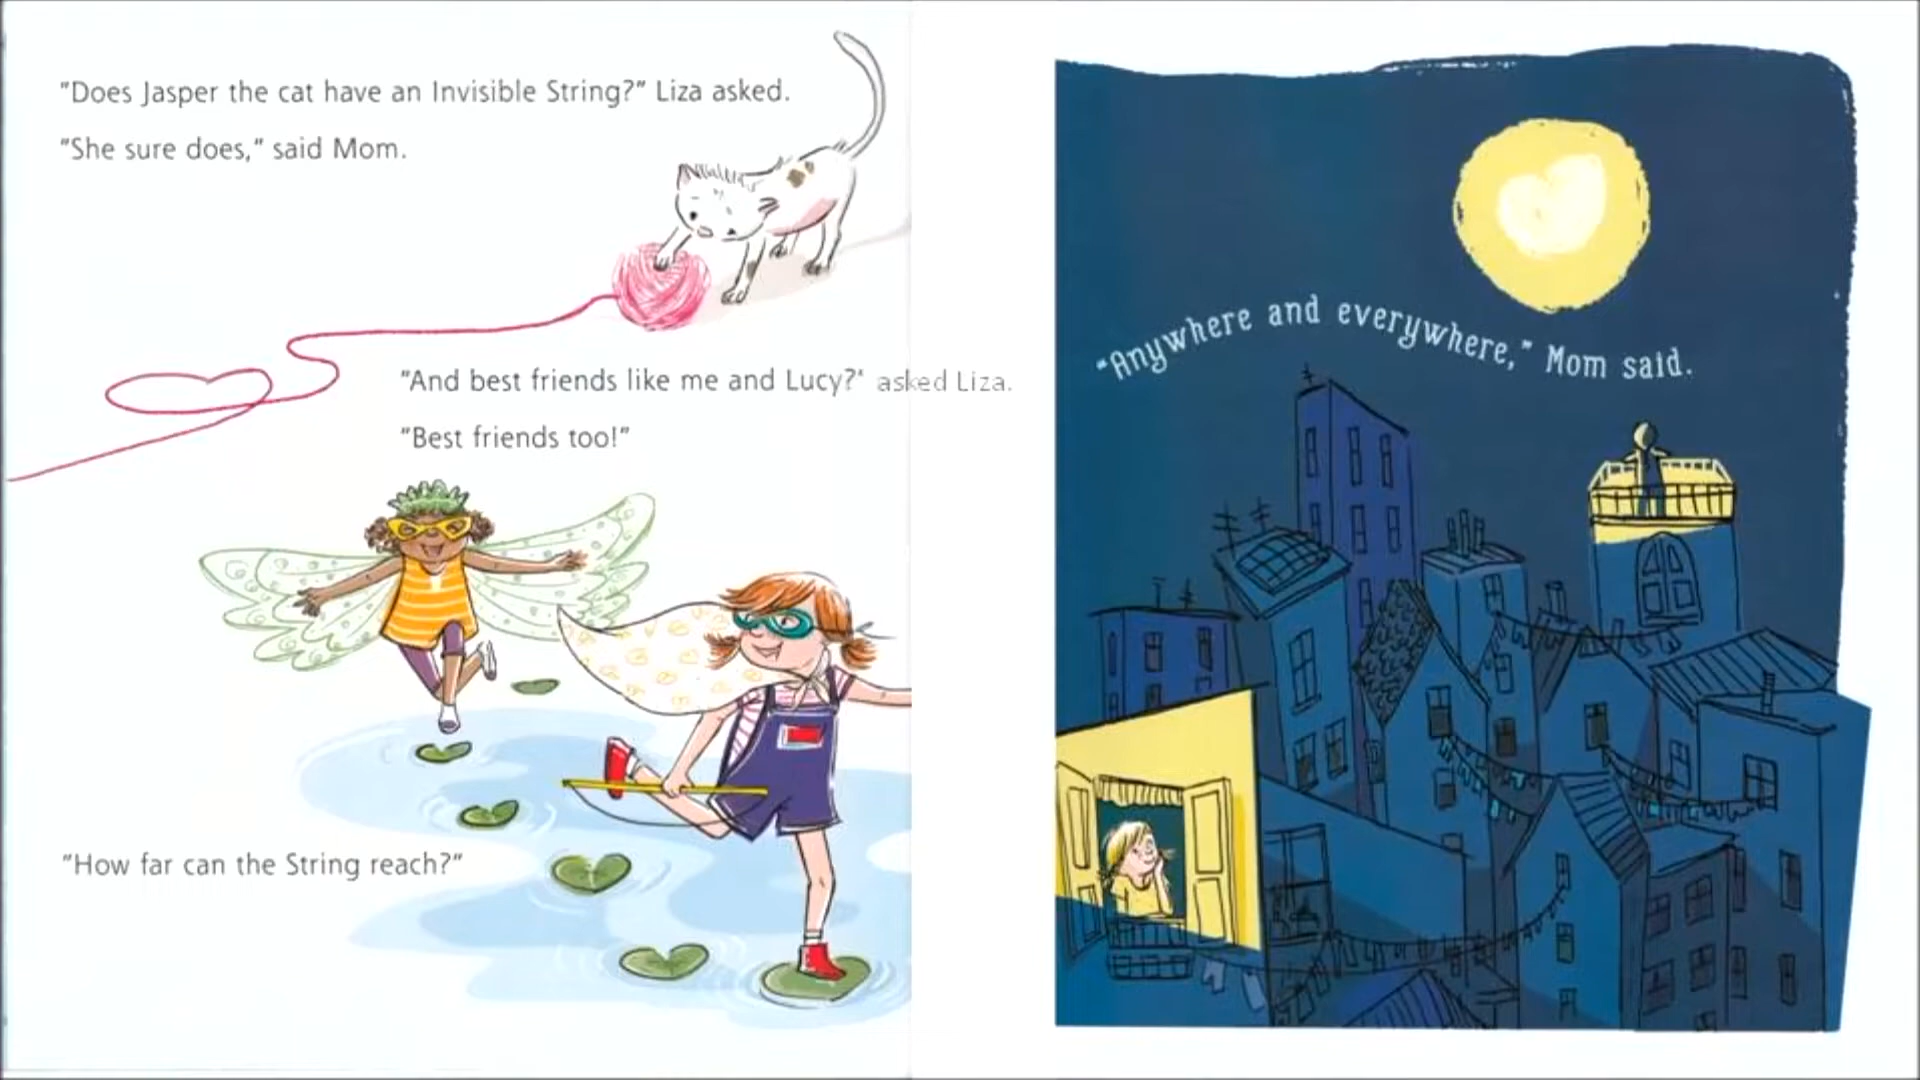 "Does Jasper the cat have an Invisible String?" Liza asked.
"She sure does," said Mom.
"And best friends like me and Lucy?' asked Liza.
"Best friends too!"
"How far can the String reach?"
"Anywhere and everywhere," Mom said.